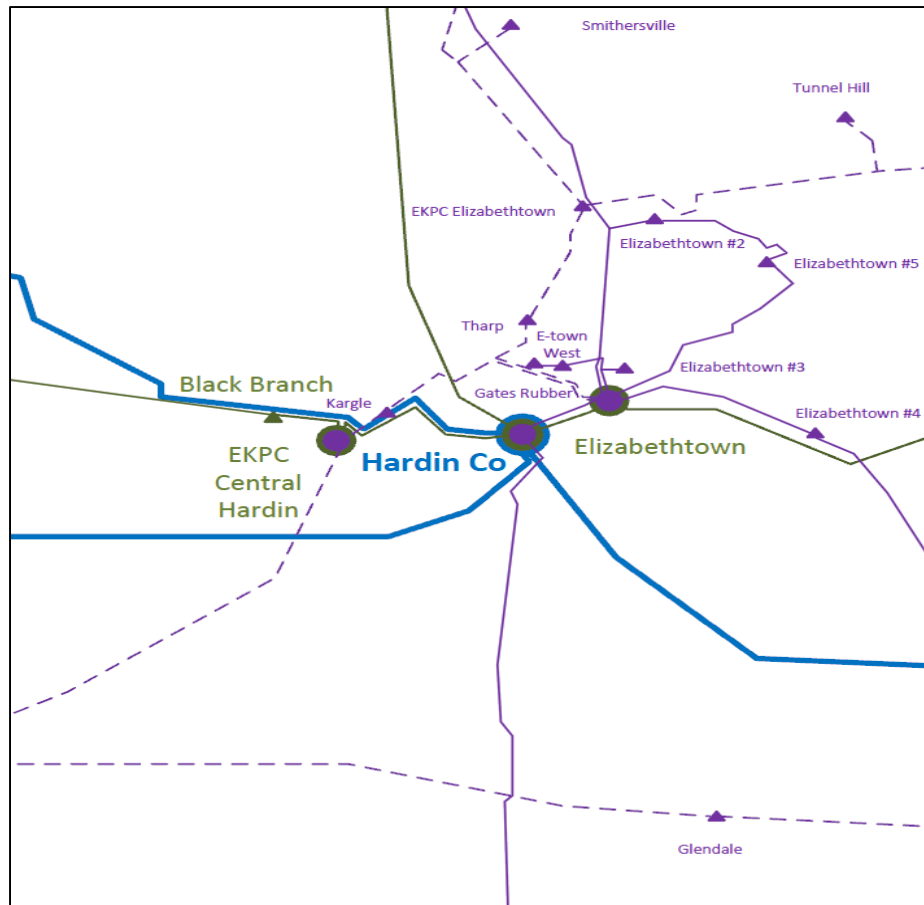 Smithersville
Tunnel Hill
EKPC Elizabethtown
Elizabethtown #2
Elizabethtown #5
Tharp
E-town
West
Elizabethtown #3
Gates Rubber
Black Branch
Kargle
Elizabethtown #4
EKPC
Central
Hardin
Hardin Co
Elizabethtown
Glendale